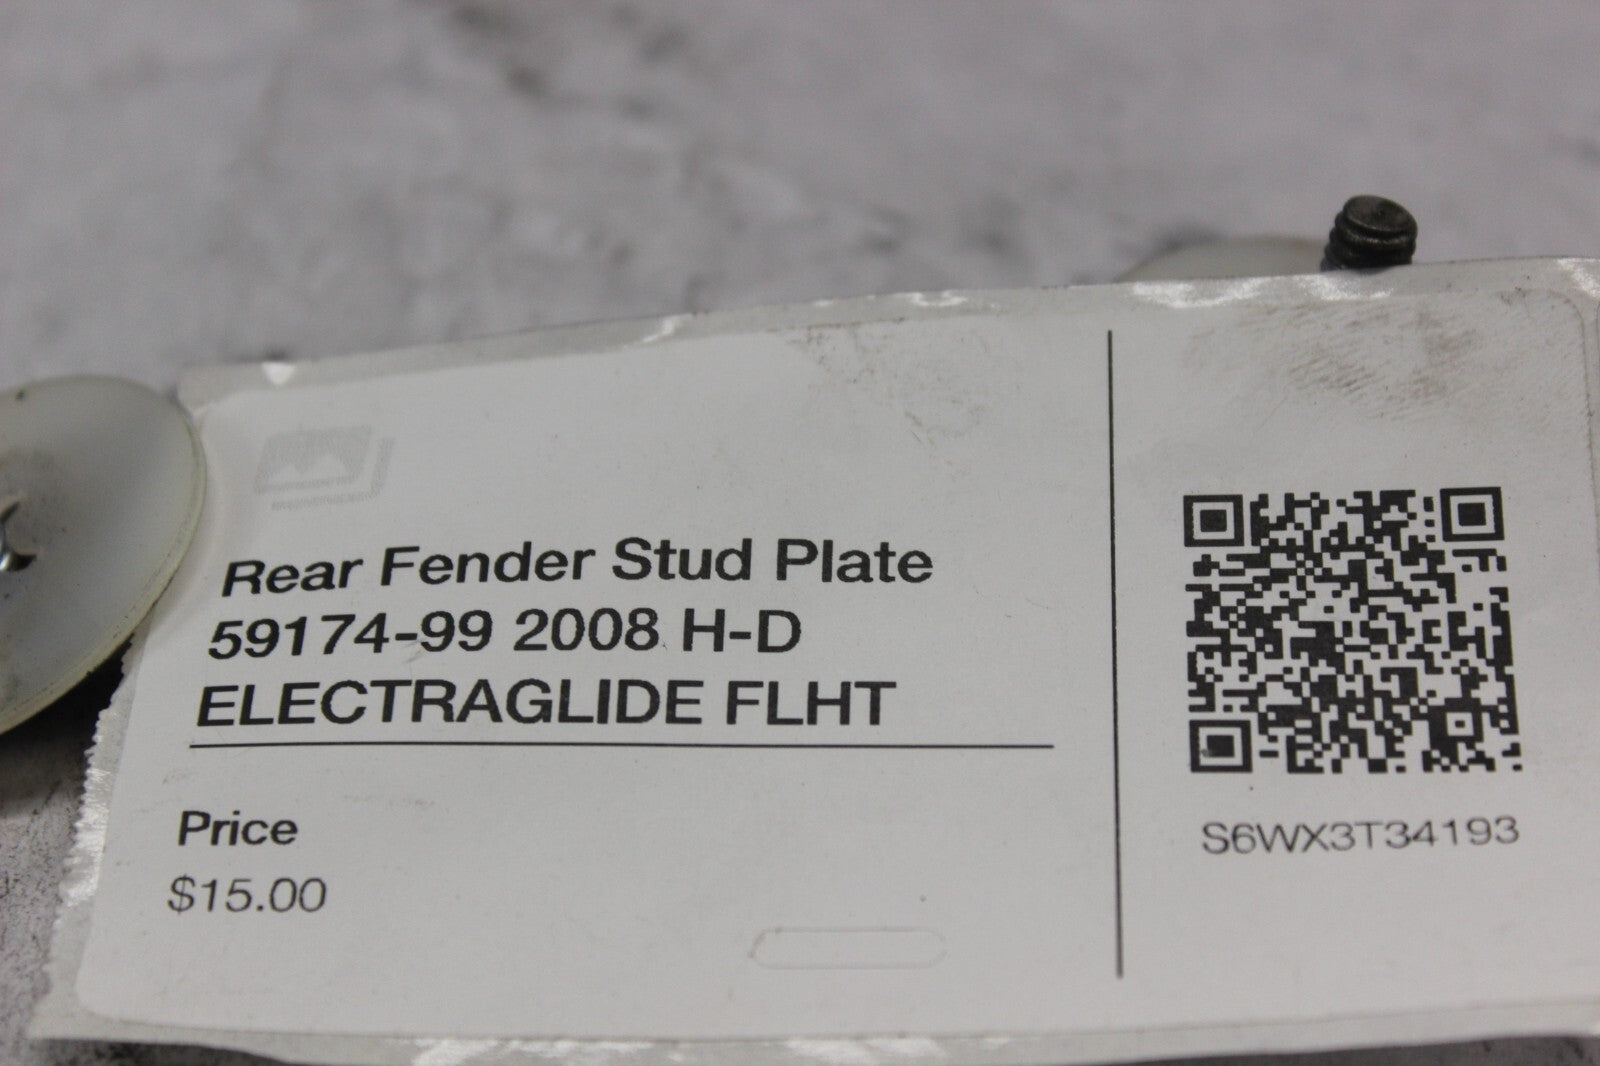 Rear Fender Stud Plate
59174-99 2008 H-D
ELECTRAGLIDE FLHT
Price
$15.00
S6WX3T34193